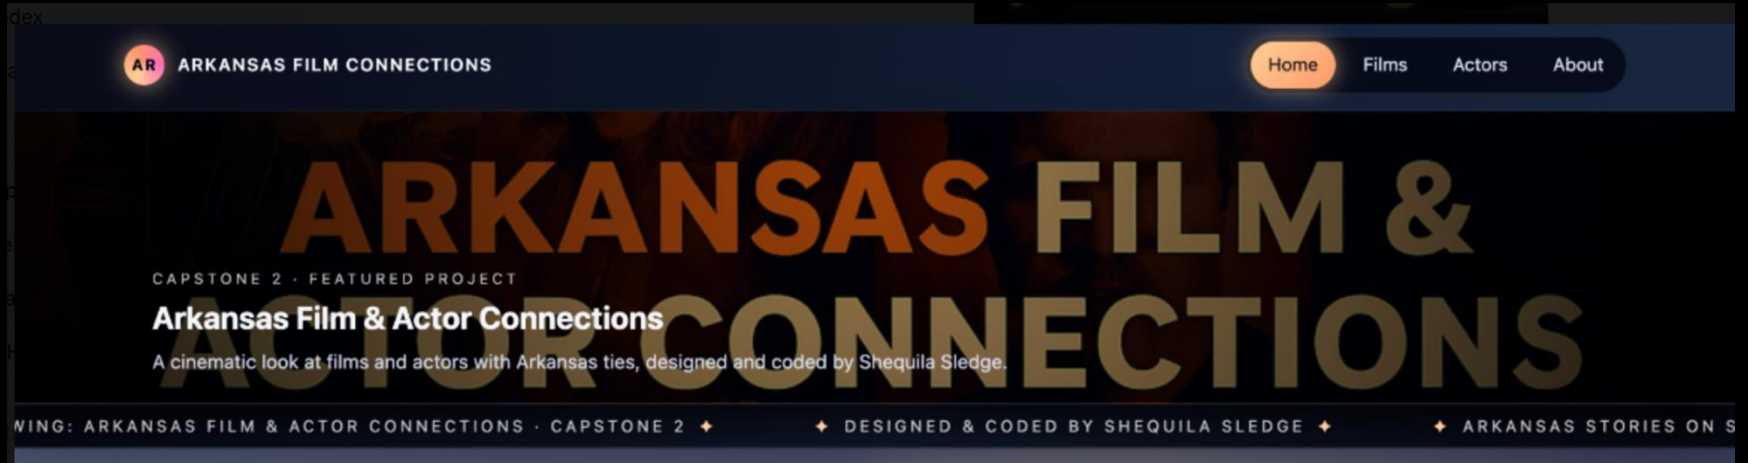 dex
AR ARKANSAS FILM CONNECTIONS
Home Films Actors About
ARKANSAS FILM &
CAPSTONE 2 · FEATURED PROJECT
ACTOR CONNECTIONS
Arkansas Film & Actor Connections
A cinematic look at films and actors with Arkansas ties, designed and coded by Shequila Sledge.
WING: ARKANSAS FILM & ACTOR CONNECTIONS · CAPSTONE 2 ✦ ✦ DESIGNED & CODED BY SHEQUILA SLEDGE ✦ ✦ ARKANSAS STORIES ON S